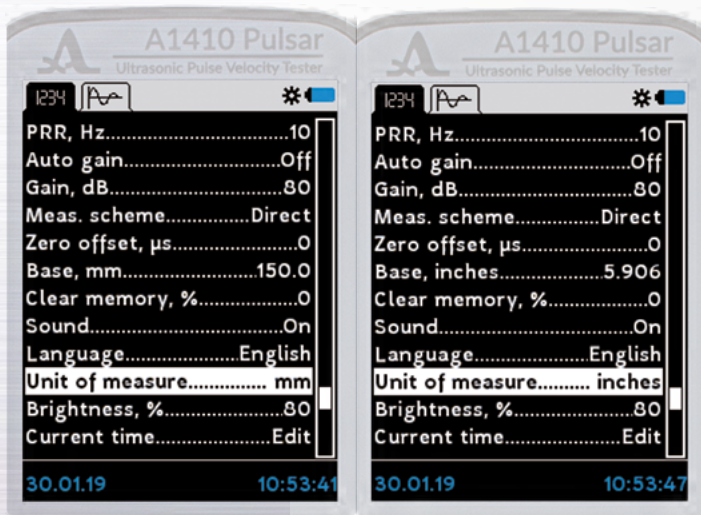 A1410 Pulsar
Ultrasonic Pulse Velocity Tester
1234
PRR, Hz..........................10
Auto gain.......................Off
Gain, dB..........................80
Meas. scheme...............Direct
Zero offset, µs..................0
Base, mm....................150.0
Clear memory, %..............0
Sound.............................On
Language................English
Unit of measure.............. mm
Brightness, %..................80
Current time................Edit
30.01.19 10:53:41
A1410 Pulsar
Ultrasonic Pulse Velocity Tester
1234
PRR, Hz..........................10
Auto gain.......................Off
Gain, dB..........................80
Meas. scheme...............Direct
Zero offset, µs..................0
Base, inches...............5.906
Clear memory, %..............0
Sound.............................On
Language................English
Unit of measure.......... inches
Brightness, %..................80
Current time................Edit
30.01.19 10:53:47